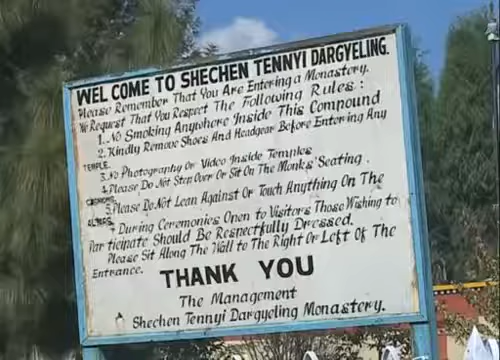 WEL COME TO SHECHEN TENNYI DARGYELING.
Please Remember That You Are Entering a Monastery.
We Request That You Respect The Following Rules :
1. No Smoking Anywhere Inside This Compound
2. Kindly Remove Shoes And Headgear Before Entering Any
TEMPLE.
3. No Photography Or Video Inside Temples
4. Please Do Not Step Over Or Sit On The Monks' Seating.
CUSHIONS
5. Please Do Not Lean Against Or Touch Anything On The
7 During Ceremonies Open to Visitors Those Wishing to
Participate Should Be Respectfully Dressed.
Please Sit Along The Wall to The Right Or Left Of The
Entrance.
THANK YOU
The Management
Shechen Tennyi Dargyeling Monastery.